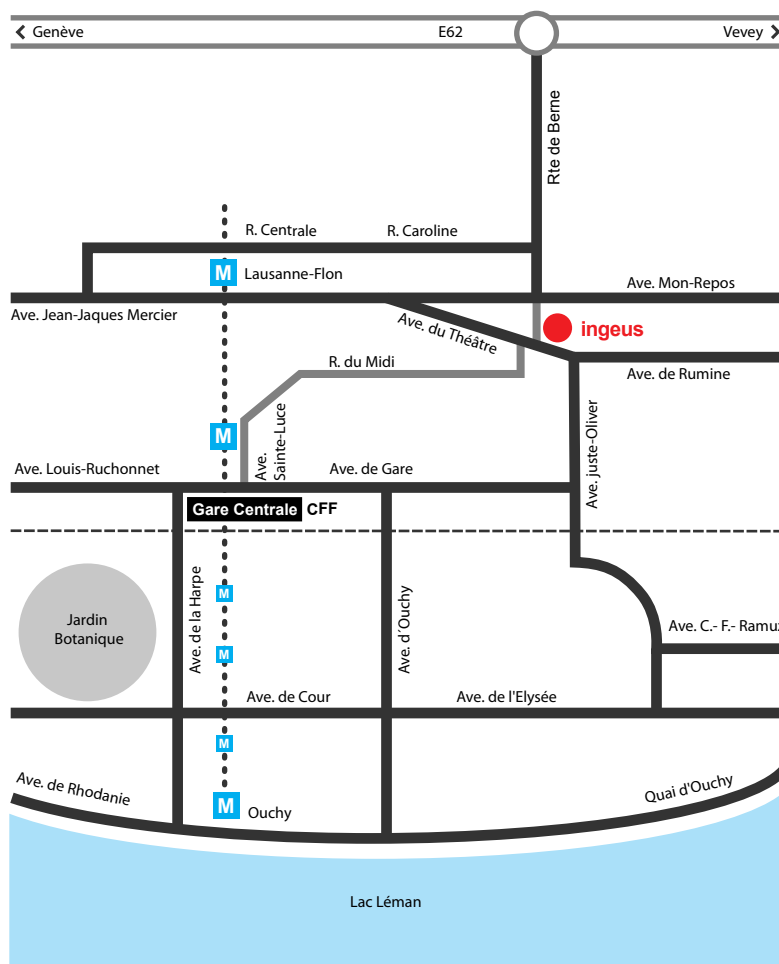 Genève
E62
Vevey
Rte de Berne
R. Centrale
R. Caroline
M
Lausanne-Flon
Ave. Mon-Repos
Ave. Jean-Jaques Mercier
Ave. du Théâtre
ingeus
R. du Midi
Ave. de Rumine
M
Ave.
Sainte-Luce
Ave. juste-Oliver
Ave. Louis-Ruchonnet
Ave. de Gare
Gare Centrale CFF
M
Ave. de la Harpe
Ave. d´Ouchy
Jardin
Botanique
Ave. C.- F.- Ramuz
M
Ave. de Cour
Ave. de l'Elysée
M
Ave. de Rhodanie
Quai d'Ouchy
M
Ouchy
Lac Léman